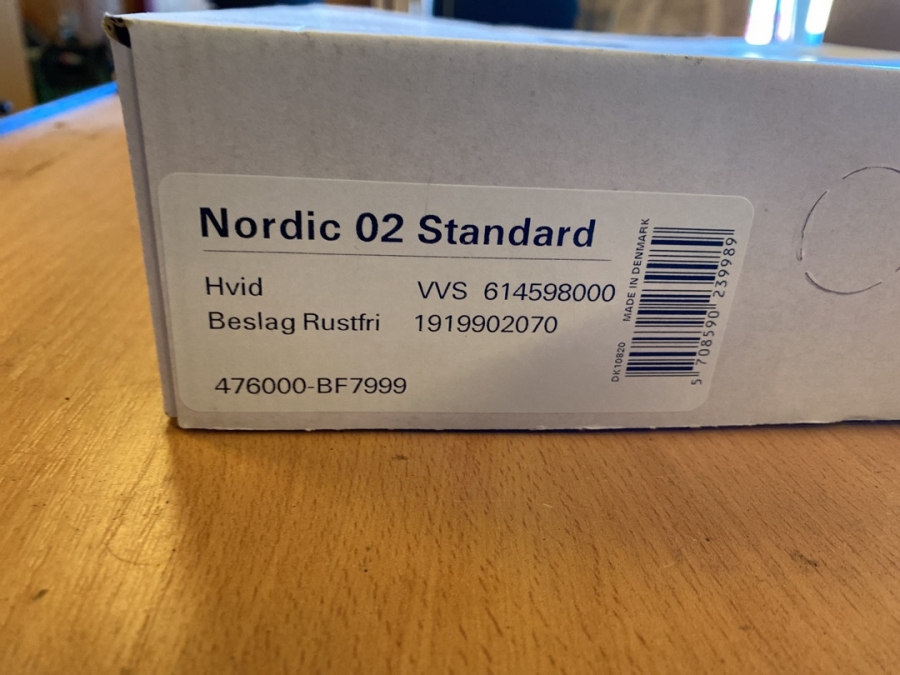 Nordic 02 Standard
Hvid VVS 614598000
Beslag Rustfri 1919902070
476000-BF7999
DK10820 MADE IN DENMARK
5 708590 239989